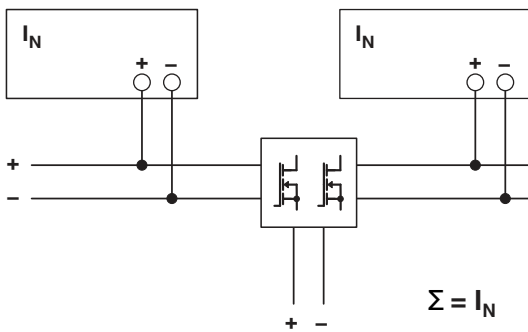 I_N I_N
+ − + −
+
−
+ −
Σ = I_N